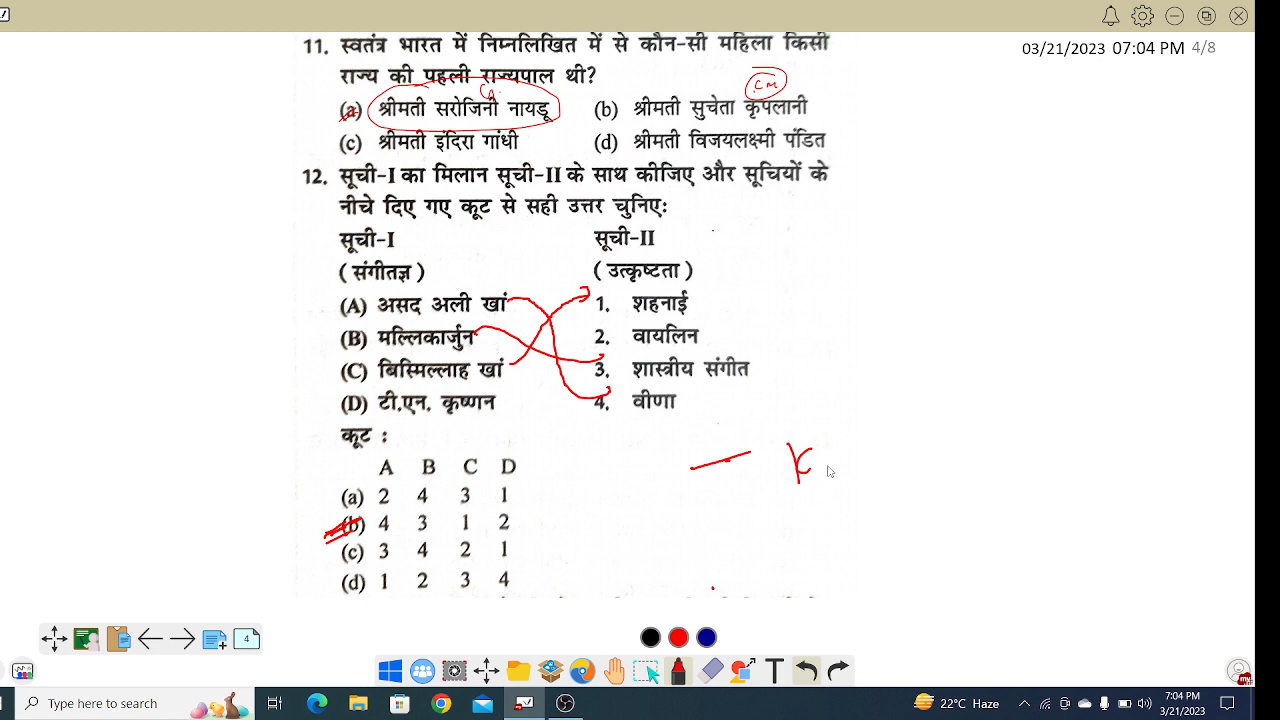 03/21/2023 07:04 PM 4/8
11. स्वतंत्र भारत में निम्नलिखित में से कौन-सी महिला किसी
राज्य की पहली राज्यपाल थी?
CM
(a) श्रीमती सरोजिनी नायडू (b) श्रीमती सुचेता कृपलानी
(c) श्रीमती इंदिरा गांधी (d) श्रीमती विजयलक्ष्मी पंडित
12. सूची-I का मिलान सूची-II के साथ कीजिए और सूचियों के
नीचे दिए गए कूट से सही उत्तर चुनिए:
सूची-I सूची-II
(संगीतज्ञ) (उत्कृष्टता)
(A) असद अली खां 1. शहनाई
(B) मल्लिकार्जुन 2. वायलिन
(C) बिस्मिल्लाह खां 3. शास्त्रीय संगीत
(D) टी.एन. कृष्णन 4. वीणा
कूट :
A B C D
K
(a) 2 4 3 1
(b) 4 3 1 2
(c) 3 4 2 1
(d) 1 2 3 4
4
Type here to search
22°C Haze
7:04 PM
3/21/2023